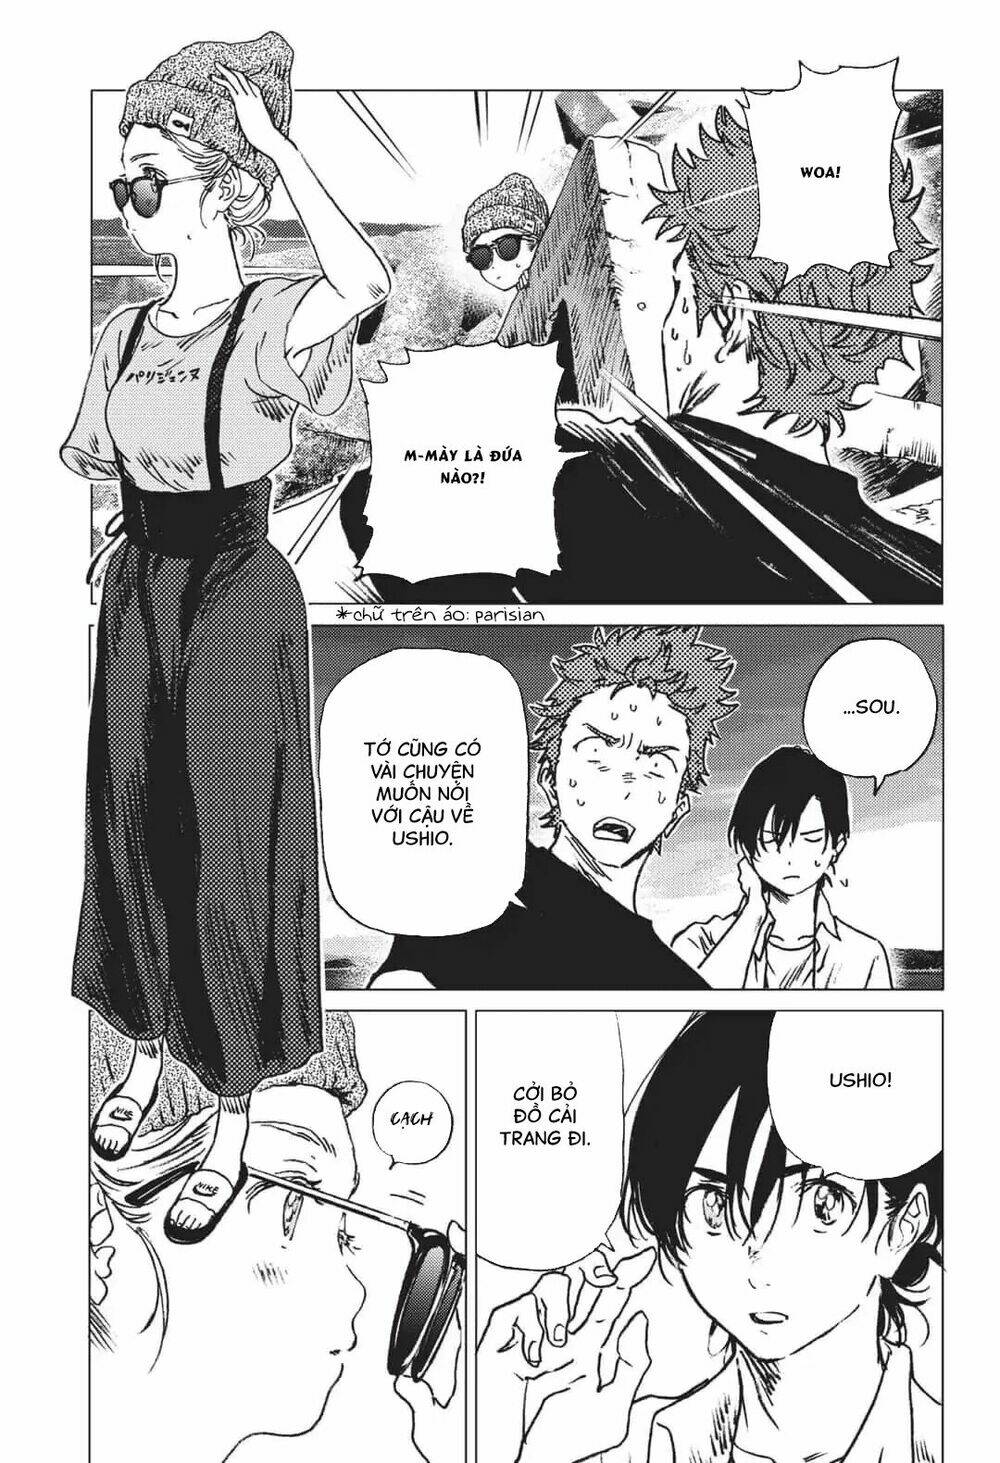 WOA!
M-MÀY LÀ ĐỨA
NÀO?!
パリジェンヌ
*chữ trên áo: parisian
...SOU.
TỚ CŨNG CÓ
VÀI CHUYỆN
MUỐN NÓI
VỚI CẬU VỀ
USHIO.
USHIO!
CỞI BỎ
ĐỒ CẢI
TRANG ĐI.
CẠCH
NIKE
NIKE